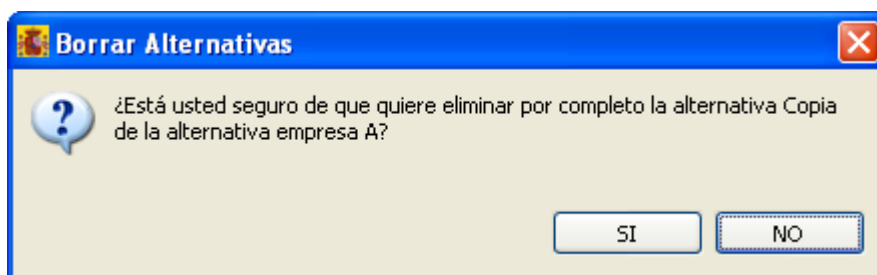 Borrar Alternativas
¿Está usted seguro de que quiere eliminar por completo la alternativa Copia
de la alternativa empresa A?
SI
NO